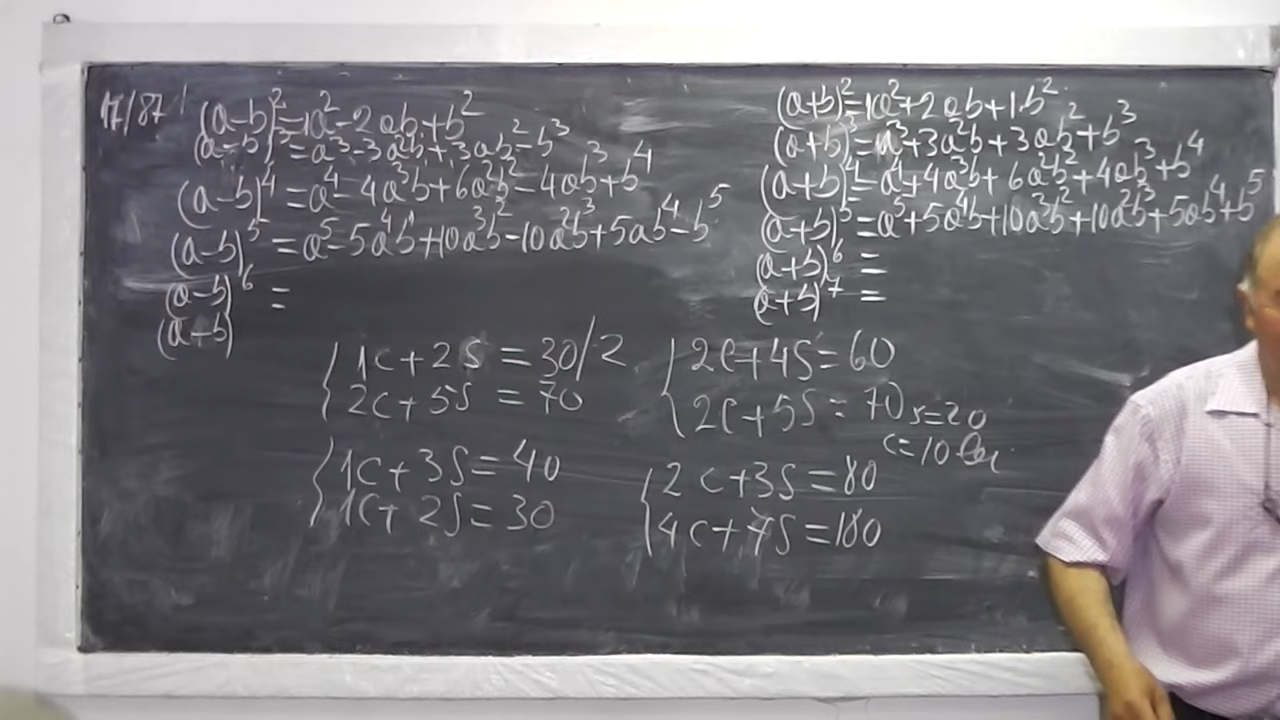 17/87
(a-b)²=1a²-2ab+b²
(a-b)³=a³-3a²b+3ab²-b³
(a-b)⁴=a⁴-4a³b+6a²b²-4ab³+b⁴
(a-b)⁵=a⁵-5a⁴b+10a³b²-10a²b³+5ab⁴-b⁵
(a-b)⁶=
(a+b)
(a+b)²=1a²+2ab+1b²
(a+b)³=a³+3a²b+3ab²+b³
(a+b)⁴=a⁴+4a³b+6a²b²+4ab³+b⁴
(a+b)⁵=a⁵+5a⁴b+10a³b²+10a²b³+5ab⁴+b⁵
(a+b)⁶=
(a+b)⁷=
1c+2s=30/2
2c+5s=70
2c+4s=60
2c+5s=70
s=20
c=10 lei
1c+3s=40
1c+2s=30
2c+3s=80
4c+7s=180